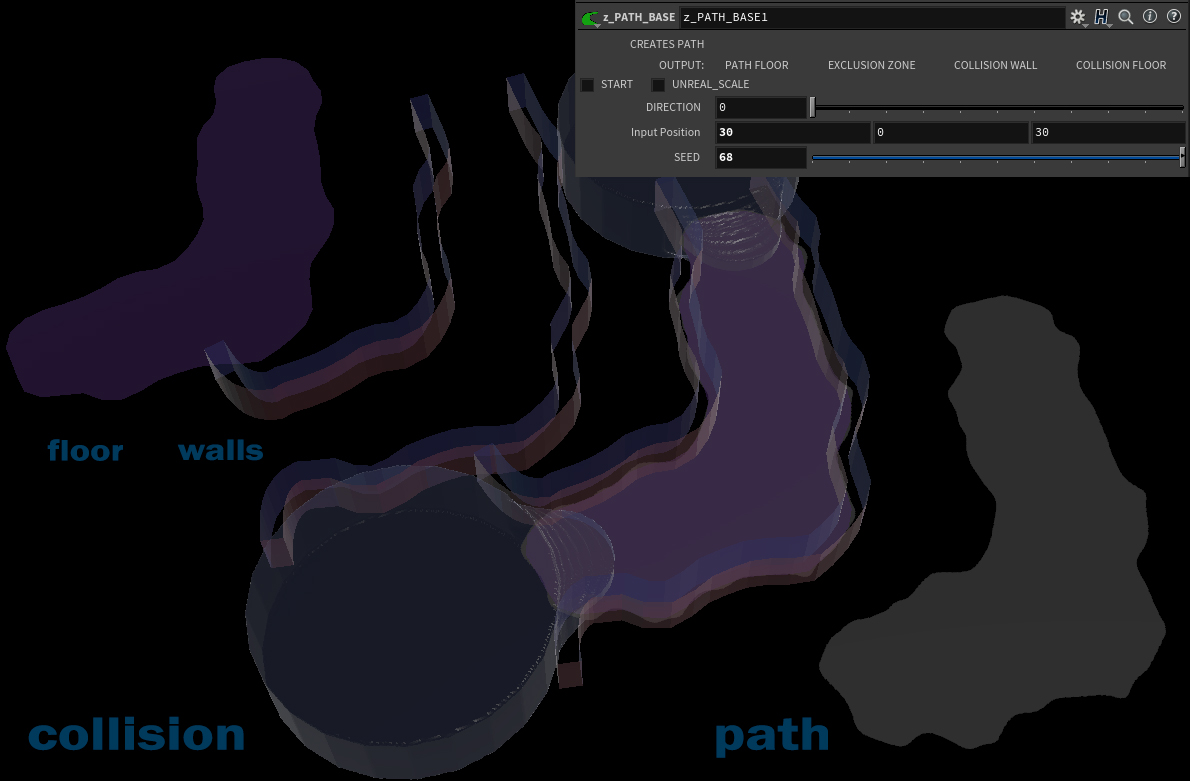 z_PATH_BASE z_PATH_BASE1
CREATES PATH
OUTPUT: PATH FLOOR EXCLUSION ZONE COLLISION WALL COLLISION FLOOR
START UNREAL_SCALE
DIRECTION 0
Input Position 30 0 30
SEED 68
floor walls
collision path